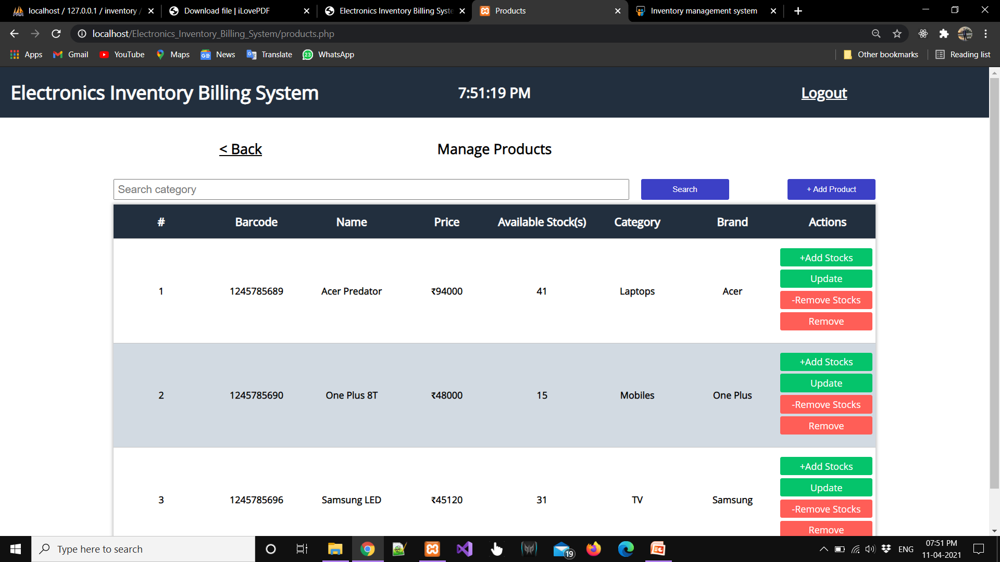 localhost / 127.0.0.1 / inventory /
Download file | iLovePDF
Electronics Inventory Billing Syste
Products
Inventory management system
localhost/Electronics_Inventory_Billing_System/products.php
Apps
Gmail
YouTube
Maps
News
Translate
23
WhatsApp
Other bookmarks
Reading list
Electronics Inventory Billing System
7:51:19 PM
Logout
< Back
Manage Products
Search category
Search
+ Add Product
# Barcode Name Price Available Stock(s) Category Brand Actions
+Add Stocks
Update
1 1245785689 Acer Predator ₹94000 41 Laptops Acer
-Remove Stocks
Remove
+Add Stocks
Update
2 1245785690 One Plus 8T ₹48000 15 Mobiles One Plus
-Remove Stocks
Remove
+Add Stocks
Update
3 1245785696 Samsung LED ₹45120 31 TV Samsung
-Remove Stocks
Remove
Type here to search
19
ENG
07:51 PM
11-04-2021